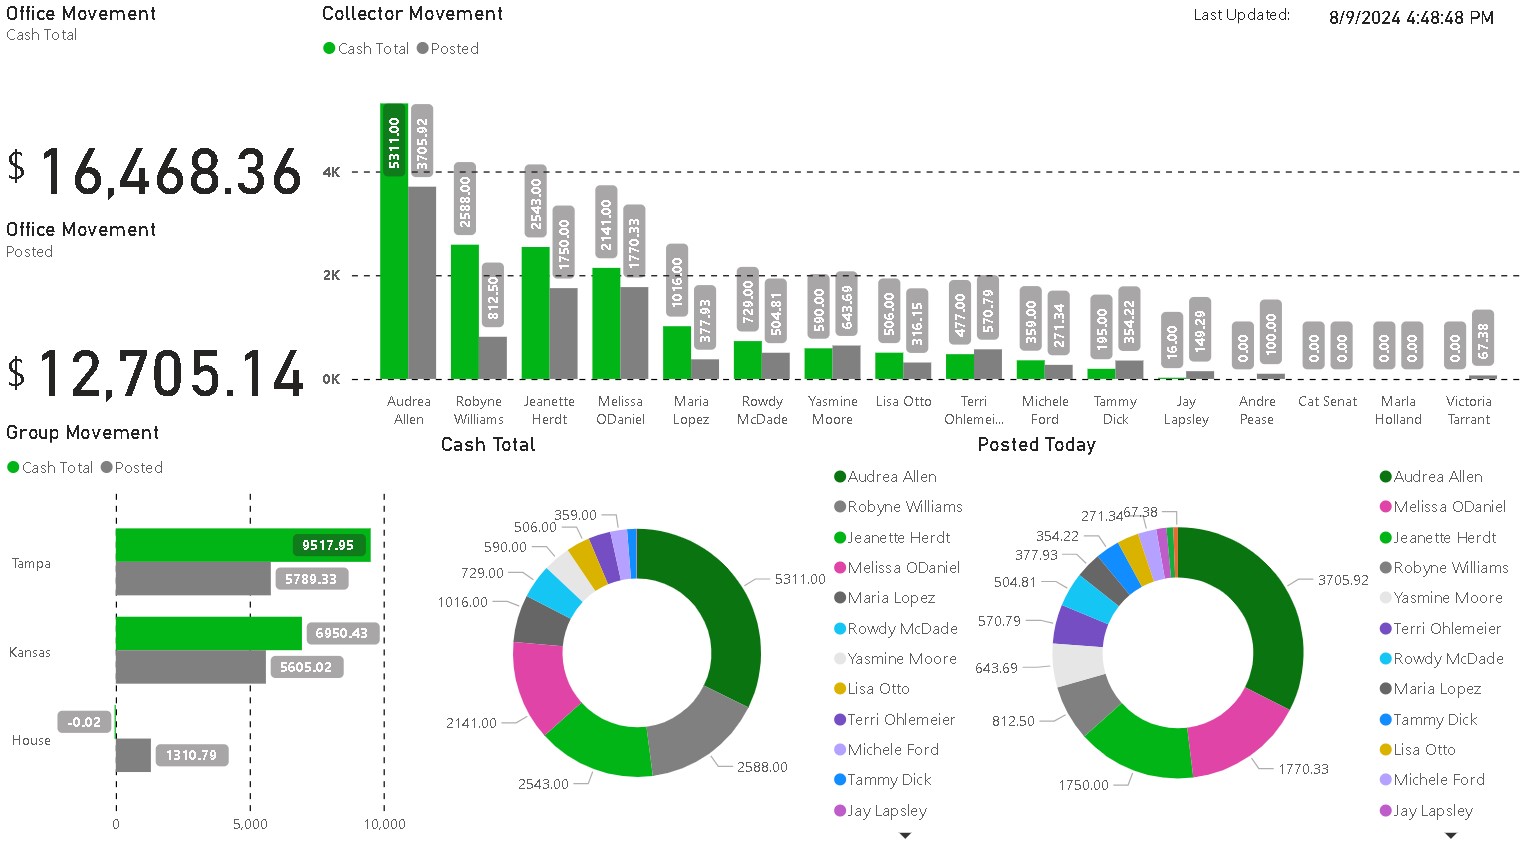 Office Movement
Cash Total
$ 16,468.36
Office Movement
Posted
$ 12,705.14
Collector Movement
Cash Total Posted
Last Updated: 8/9/2024 4:48:48 PM
4K
2K
0K
5311.00 3705.92
2588.00 812.50
2543.00 1750.00
2141.00 1770.33
1016.00 377.93
729.00 504.81
590.00 643.69
506.00 316.15
477.00 570.79
359.00 271.34
195.00 354.22
16.00 149.29
0.00 100.00
0.00 0.00
0.00 0.00
0.00 67.38
Audrea
Allen
Robyne
Williams
Jeanette
Herdt
Melissa
ODaniel
Maria
Lopez
Rowdy
McDade
Yasmine
Moore
Lisa Otto
Terri
Ohlemei...
Michele
Ford
Tammy
Dick
Jay
Lapsley
Andre
Pease
Cat Senat
Marla
Holland
Victoria
Tarrant
Group Movement
Cash Total Posted
Tampa
9517.95
5789.33
Kansas
6950.43
5605.02
House
-0.02
1310.79
0 5,000 10,000
Cash Total
359.00
506.00
590.00
729.00
1016.00
2141.00
2543.00
2588.00
5311.00
Audrea Allen
Robyne Williams
Jeanette Herdt
Melissa ODaniel
Maria Lopez
Rowdy McDade
Yasmine Moore
Lisa Otto
Terri Ohlemeier
Michele Ford
Tammy Dick
Jay Lapsley
Posted Today
67.38
271.34
354.22
377.93
504.81
570.79
643.69
812.50
1750.00
1770.33
3705.92
Audrea Allen
Melissa ODaniel
Jeanette Herdt
Robyne Williams
Yasmine Moore
Terri Ohlemeier
Rowdy McDade
Maria Lopez
Tammy Dick
Lisa Otto
Michele Ford
Jay Lapsley